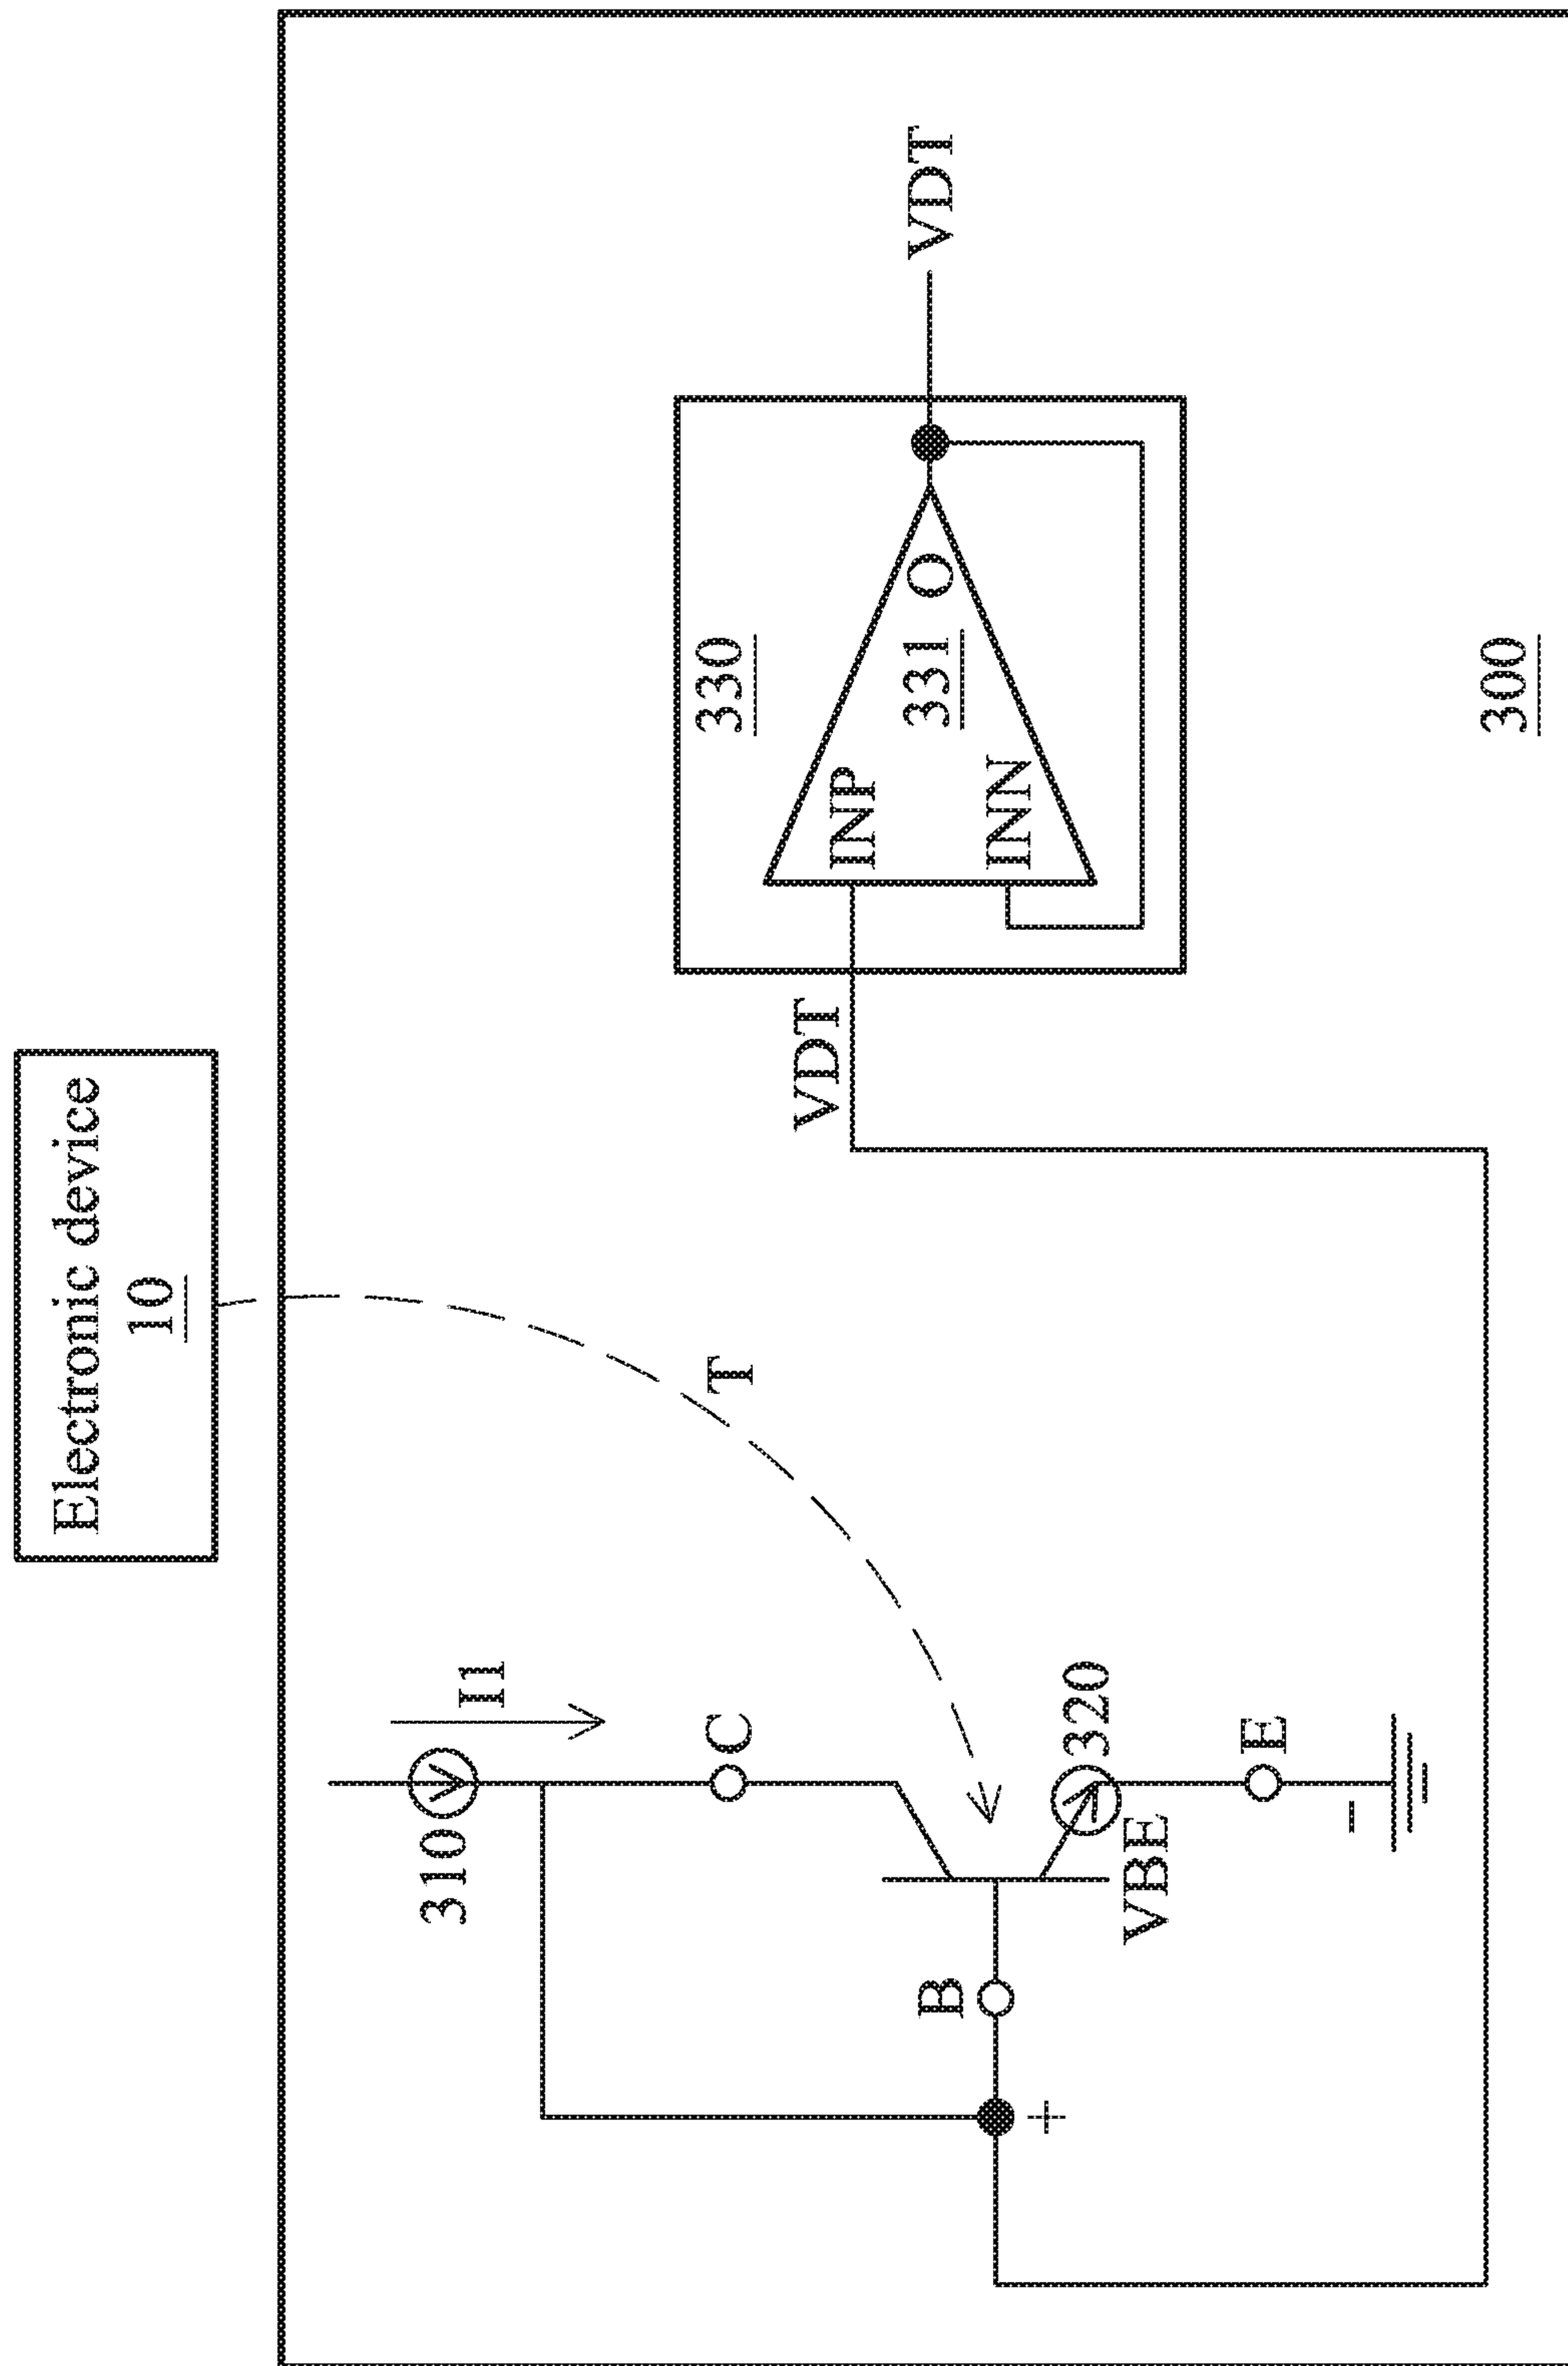 Electronic device
10
310
I1
C
T
B
+
320
VBE
E
−
VDT
330
INP
331
O
INN
VDT
300